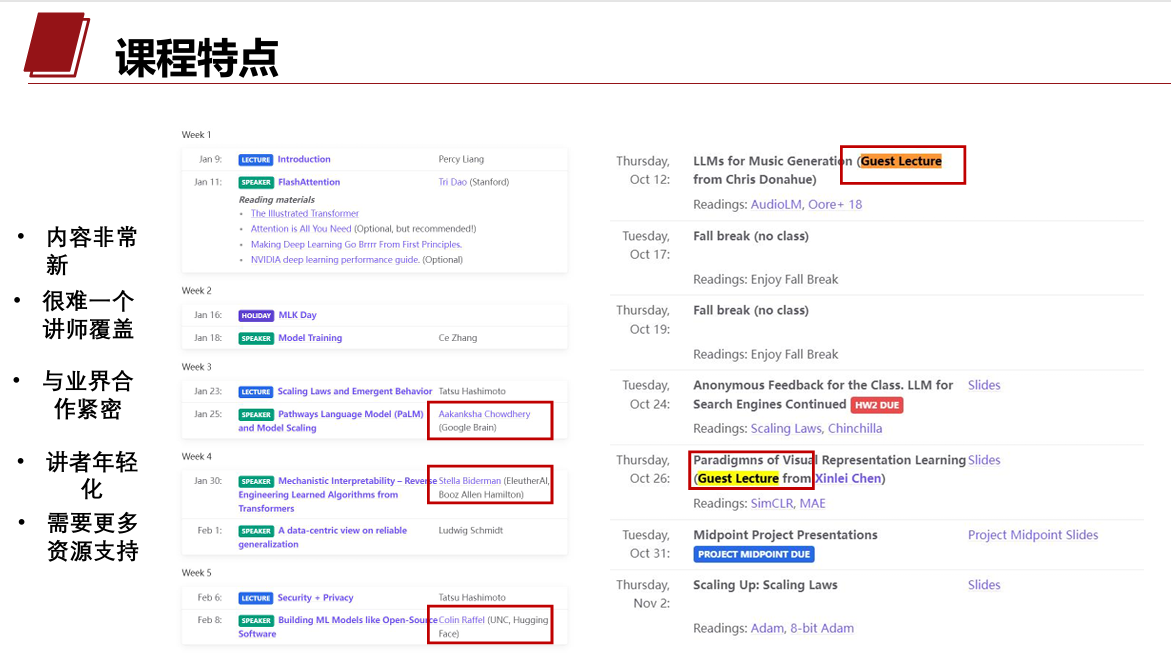 课程特点
• 内容非常
新
• 很难一个
讲师覆盖
• 与业界合
作紧密
• 讲者年轻
化
• 需要更多
资源支持
Week 1
Jan 9: LECTURE Introduction Percy Liang
Jan 11: SPEAKER FlashAttention Tri Dao (Stanford)
Reading materials
• The Illustrated Transformer
• Attention is All You Need (Optional, but recommended!)
• Making Deep Learning Go Brrrr From First Principles.
• NVIDIA deep learning performance guide. (Optional)
Week 2
Jan 16: HOLIDAY MLK Day
Jan 18: SPEAKER Model Training Ce Zhang
Week 3
Jan 23: LECTURE Scaling Laws and Emergent Behavior Tatsu Hashimoto
Jan 25: SPEAKER Pathways Language Model (PaLM) Aakanksha Chowdhery
and Model Scaling (Google Brain)
Week 4
Jan 30: SPEAKER Mechanistic Interpretability – Reverse Stella Biderman (EleutherAI,
Engineering Learned Algorithms from Booz Allen Hamilton)
Transformers
Feb 1: SPEAKER A data-centric view on reliable Ludwig Schmidt
generalization
Week 5
Feb 6: LECTURE Security + Privacy Tatsu Hashimoto
Feb 8: SPEAKER Building ML Models like Open-Source Colin Raffel (UNC, Hugging
Software Face)
Thursday, LLMs for Music Generation (Guest Lecture
Oct 12: from Chris Donahue)
Readings: AudioLM, Oore+ 18
Tuesday, Fall break (no class)
Oct 17:
Readings: Enjoy Fall Break
Thursday, Fall break (no class)
Oct 19:
Readings: Enjoy Fall Break
Tuesday, Anonymous Feedback for the Class. LLM for Slides
Oct 24: Search Engines Continued HW2 DUE
Readings: Scaling Laws, Chinchilla
Thursday, Paradigmns of Visual Representation Learning Slides
Oct 26: (Guest Lecture from Xinlei Chen)
Readings: SimCLR, MAE
Tuesday, Midpoint Project Presentations Project Midpoint Slides
Oct 31: PROJECT MIDPOINT DUE
Thursday, Scaling Up: Scaling Laws Slides
Nov 2:
Readings: Adam, 8-bit Adam